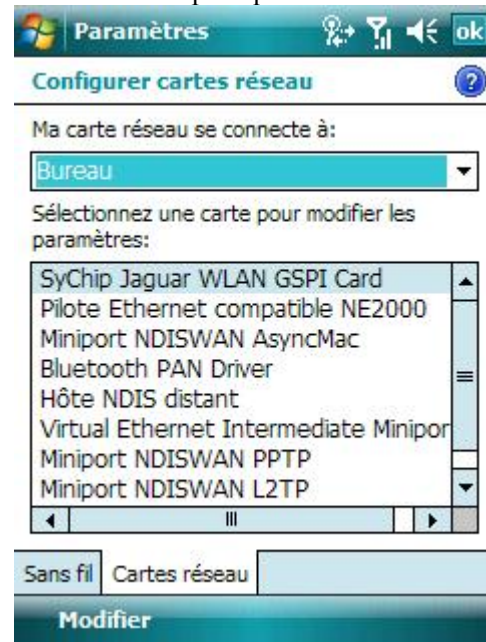 Paramètres
ok
Configurer cartes réseau
?
Ma carte réseau se connecte à:
Bureau
Sélectionnez une carte pour modifier les
paramètres:
SyChip Jaguar WLAN GSPI Card
Pilote Ethernet compatible NE2000
Miniport NDISWAN AsyncMac
Bluetooth PAN Driver
Hôte NDIS distant
Virtual Ethernet Intermediate Minipor
Miniport NDISWAN PPTP
Miniport NDISWAN L2TP
Sans fil Cartes réseau
Modifier